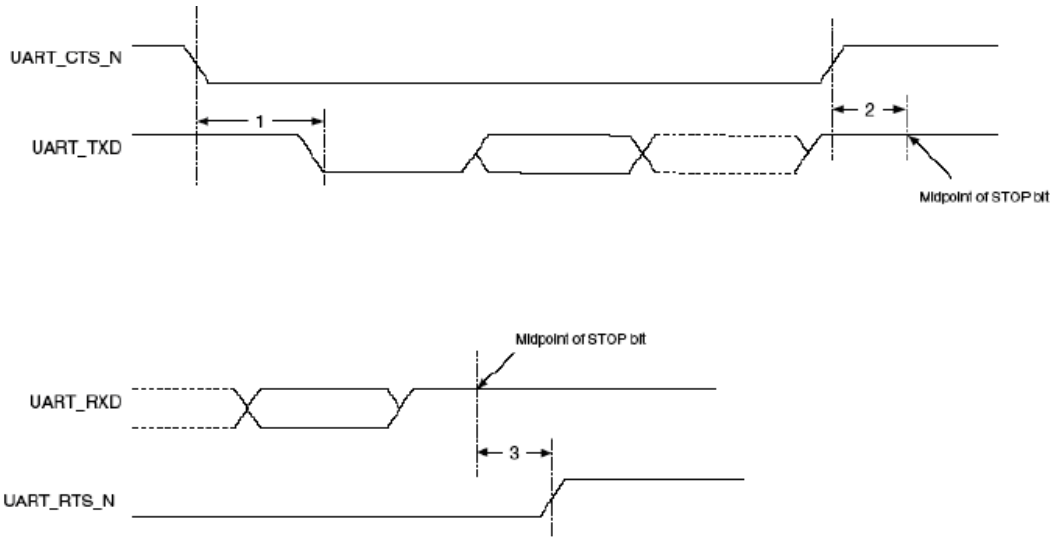 UART_CTS_N
1
2
UART_TXD
Midpoint of STOP bit
Midpoint of STOP bit
UART_RXD
3
UART_RTS_N